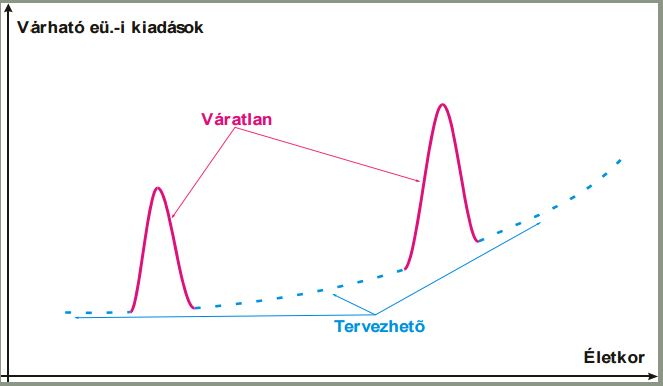 Várható eü.-i kiadások
Váratlan
Tervezhetõ
Életkor